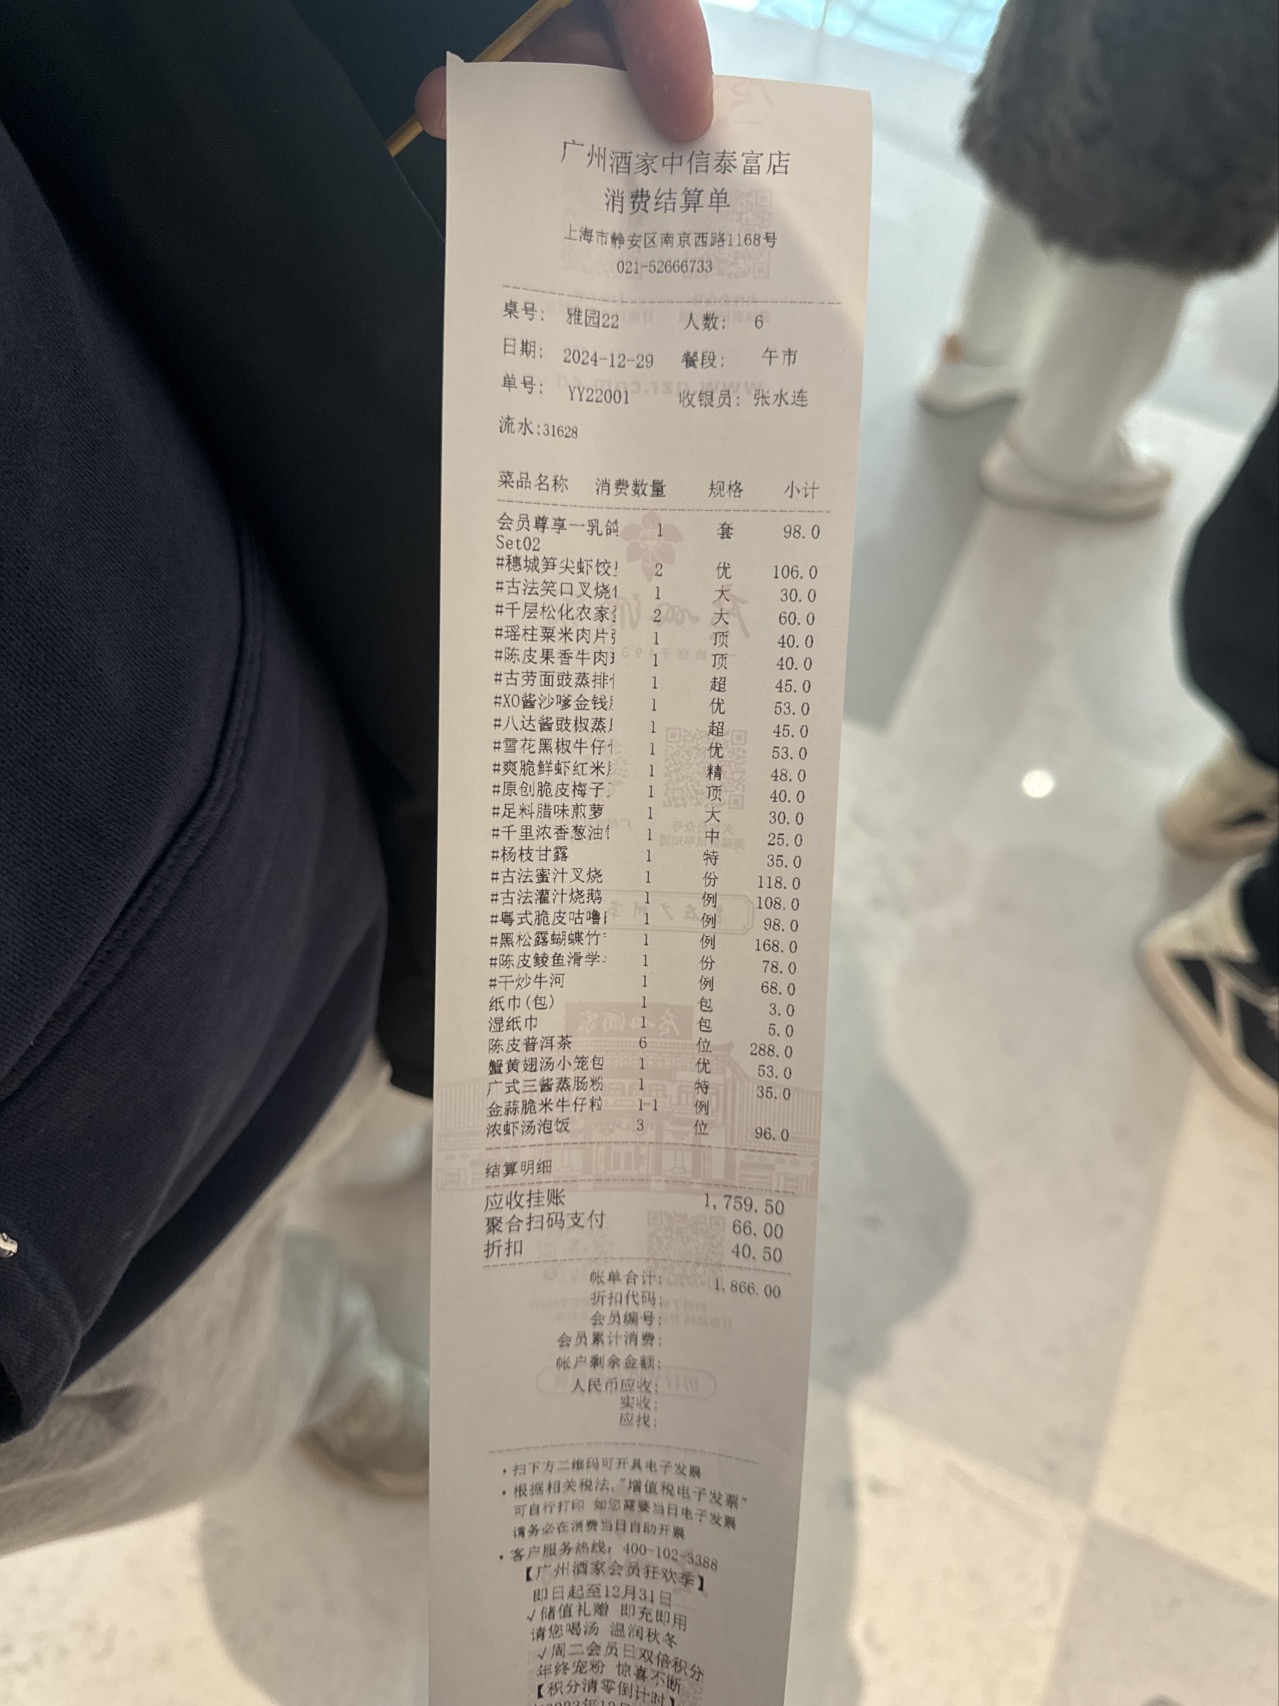 广州酒家中信泰富店
消费结算单
上海市静安区南京西路1168号
021-52666733
桌号: 雅园22 人数: 6
日期: 2024-12-29 餐段: 午市
单号: YY22001 收银员: 张水连
流水:31628
菜品名称 消费数量 规格 小计
会员尊享一乳鸽 1 套 98.0
Set02
#穗城笋尖虾饺 2 优 106.0
#古法笑口叉烧 1 大 30.0
#千层松化农家 2 大 60.0
#瑶柱粟米肉片 1 顶 40.0
#陈皮果香牛肉 1 顶 40.0
#古劳面豉蒸排 1 超 45.0
#XO酱沙嗲金钱 1 优 53.0
#八达酱豉椒蒸 1 超 45.0
#雪花黑椒牛仔 1 优 53.0
#爽脆鲜虾红米 1 精 48.0
#原创脆皮梅子 1 顶 40.0
#足料腊味煎萝 1 大 30.0
#千里浓香葱油 1 中 25.0
#杨枝甘露 1 特 35.0
#古法蜜汁叉烧 1 份 118.0
#古法灌汁烧鹅 1 例 108.0
#粤式脆皮咕噜 1 例 98.0
#黑松露蝴蝶竹 1 例 168.0
#陈皮鲮鱼滑学 1 份 78.0
#干炒牛河 1 例 68.0
纸巾(包) 1 包 3.0
湿纸巾 1 包 5.0
陈皮普洱茶 6 位 288.0
蟹黄翅汤小笼包 1 优 53.0
广式三酱蒸肠粉 1 特 35.0
金蒜脆米牛仔粒 1-1 例
浓虾汤泡饭 3 位 96.0
结算明细
应收挂账 1,759.50
聚合扫码支付 66.00
折扣 40.50
帐单合计: 1,866.00
折扣代码:
会员编号:
会员累计消费:
帐户剩余金额:
人民币应收:
实收:
应找:
·扫下方二维码可开具电子发票
·根据相关税法,"增值税电子发票"
可自行打印 如您需要当日电子发票
请务必在消费当日自助开票
·客户服务热线: 400-102-3388
【广州酒家会员狂欢季】
即日起至12月31日
√储值礼赠 即充即用
请您喝汤 温润秋冬
√周二会员日双倍积分
年终宠粉 惊喜不断
【积分清零倒计时】